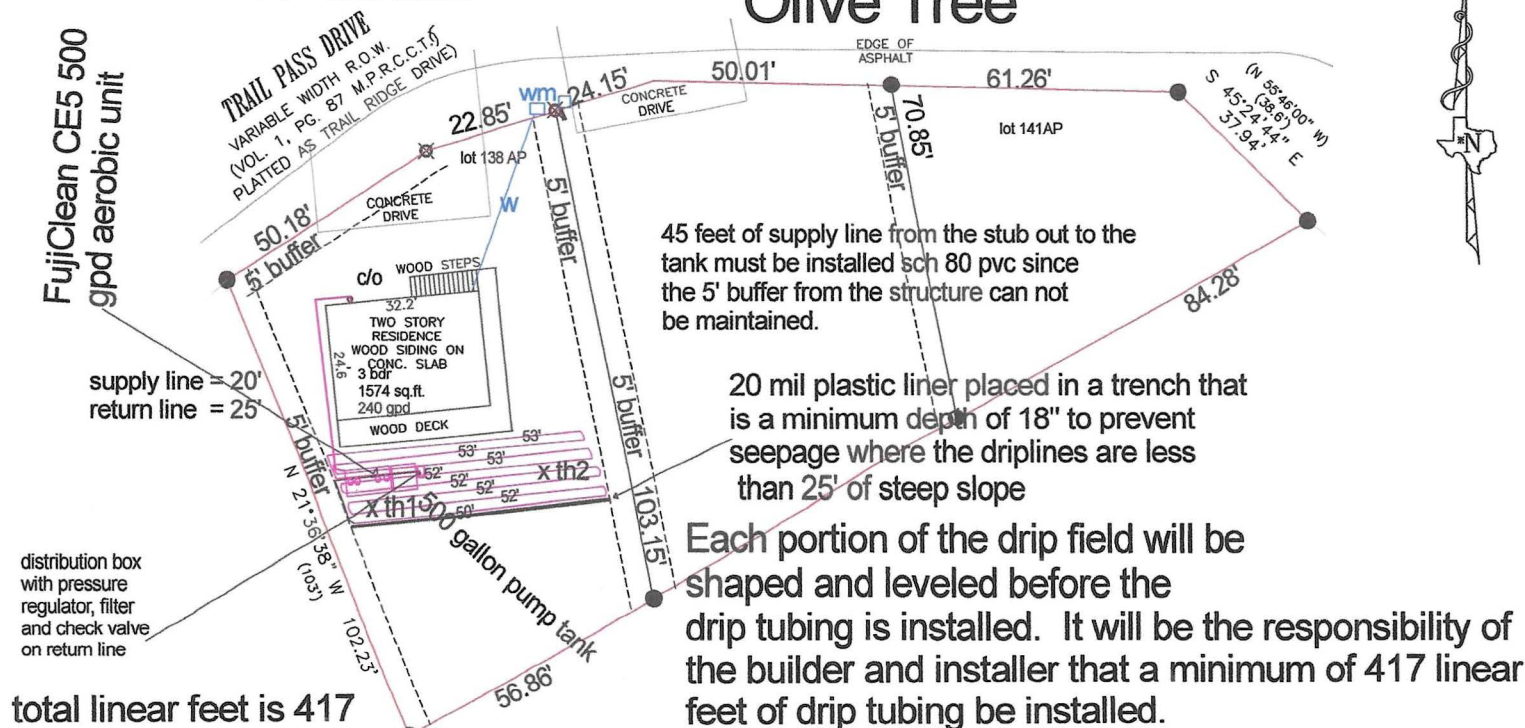 Olive Tree
FujiClean CE5 500
gpd aerobic unit
TRAIL PASS DRIVE
VARIABLE WIDTH R.O.W.
(VOL. 1, PG. 87 M.P.R.C.C.T.)
PLATTED AS TRAIL RIDGE DRIVE)
wm
24.15'
22.85'
50.01'
EDGE OF
ASPHALT
61.26'
CONCRETE
DRIVE
(N 55°46'00" W)
(38.6')
S 45°24'44" E
37.94'
lot 138 AP
lot 141AP
70.85'
5' buffer
5' buffer
CONCRETE
DRIVE
W
50.18'
5' buffer
N
c/o
WOOD STEPS
45 feet of supply line from the stub out to the
tank must be installed sch 80 pvc since
the 5' buffer from the structure can not
be maintained.
84.28'
32.2'
TWO STORY
RESIDENCE
WOOD SIDING ON
CONC. SLAB
24.6'
3 bdr
1574 sq.ft.
240 gpd
WOOD DECK
supply line = 20'
return line = 25'
5' buffer
5' buffer
20 mil plastic liner placed in a trench that
is a minimum depth of 18" to prevent
seepage where the driplines are less
than 25' of steep slope
53'
53'
53'
52'
52'
52'
52'
50'
x th2
x th1
500 gallon pump tank
103.15'
N 21°36'38" W
(103')
102.23'
distribution box
with pressure
regulator, filter
and check valve
on return line
Each portion of the drip field will be
shaped and leveled before the
drip tubing is installed. It will be the responsibility of
the builder and installer that a minimum of 417 linear
feet of drip tubing be installed.
56.86'
total linear feet is 417